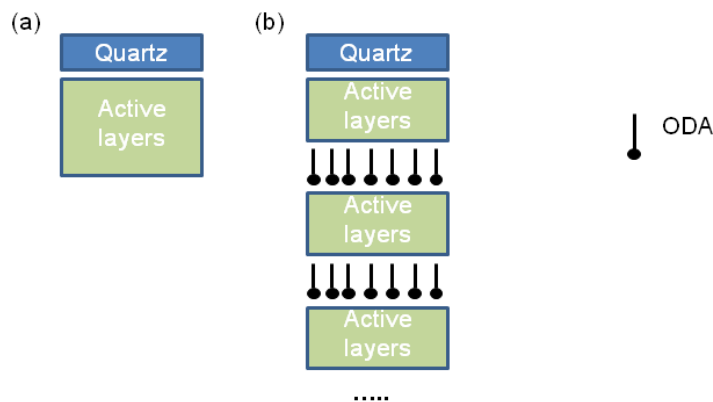 (a)
Quartz
Active
layers
(b)
Quartz
Active
layers
Active
layers
Active
layers
.....
ODA